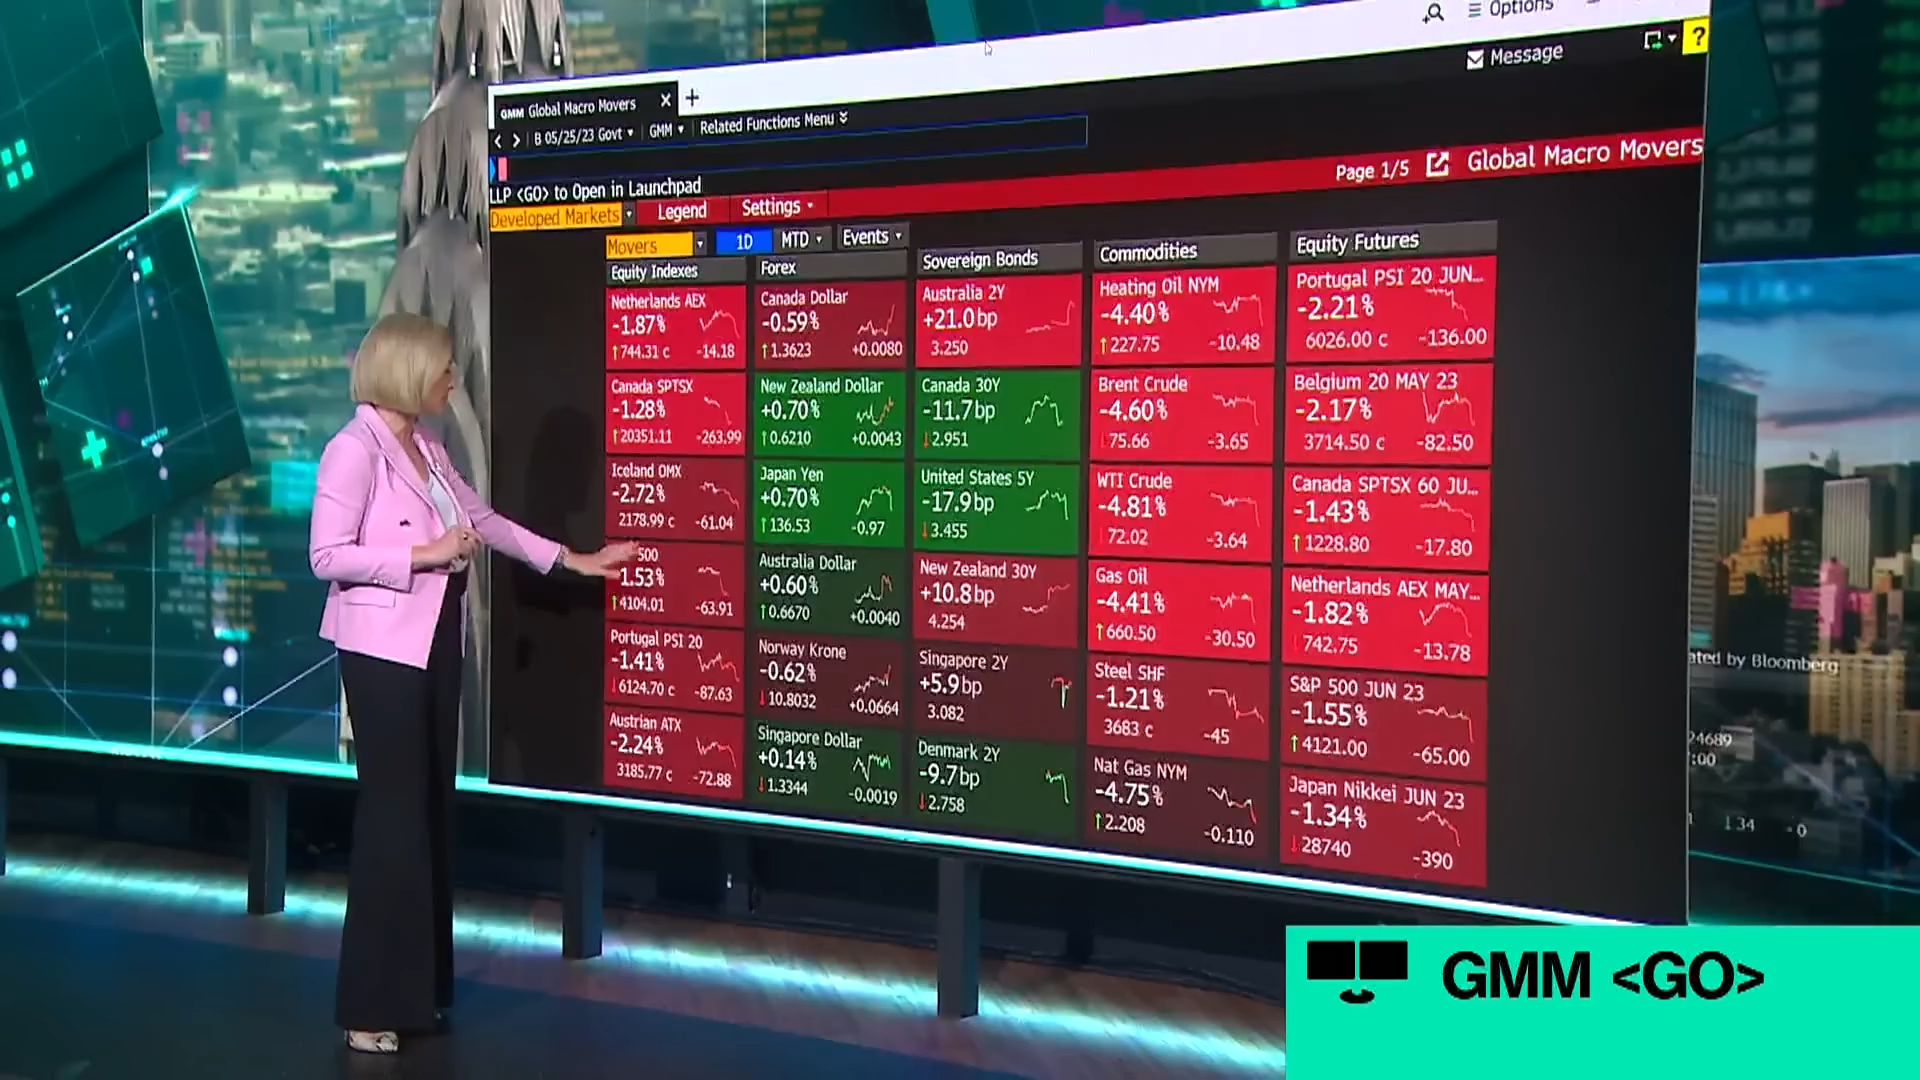 Options
Message
?
GMM Global Macro Movers X +
< > B 05/25/23 Govt GMM Related Functions Menu
LLP <GO> to Open in Launchpad
Page 1/5 Global Macro Movers
Developed Markets Legend Settings
Movers 1D MTD Events
Equity Indexes
Netherlands AEX
-1.87%
↑744.31 c -14.18
Canada SPTSX
-1.28%
↑20351.11 -263.99
Iceland OMX
-2.72%
2178.99 c -61.04
500
1.53%
↑4104.01 -63.91
Portugal PSI 20
-1.41%
↓6124.70 c -87.63
Austrian ATX
-2.24%
3185.77 c -72.88
Forex
Canada Dollar
-0.59%
↑1.3623 +0.0080
New Zealand Dollar
+0.70%
↑0.6210 +0.0043
Japan Yen
+0.70%
↑136.53 -0.97
Australia Dollar
+0.60%
↑0.6670 +0.0040
Norway Krone
-0.62%
↓10.8032 +0.0664
Singapore Dollar
+0.14%
↓1.3344 -0.0019
Sovereign Bonds
Australia 2Y
+21.0bp
3.250
Canada 30Y
-11.7bp
↓2.951
United States 5Y
-17.9bp
↓3.455
New Zealand 30Y
+10.8bp
4.254
Singapore 2Y
+5.9bp
3.082
Denmark 2Y
-9.7bp
↓2.758
Commodities
Heating Oil NYM
-4.40%
↑227.75 -10.48
Brent Crude
-4.60%
75.66 -3.65
WTI Crude
-4.81%
72.02 -3.64
Gas Oil
-4.41%
↑660.50 -30.50
Steel SHF
-1.21%
3683 c -45
Nat Gas NYM
-4.75%
↑2.208 -0.110
Equity Futures
Portugal PSI 20 JUN...
-2.21%
6026.00 c -136.00
Belgium 20 MAY 23
-2.17%
3714.50 c -82.50
Canada SPTSX 60 JU...
-1.43%
↑1228.80 -17.80
Netherlands AEX MAY...
-1.82%
742.75 -13.78
S&P 500 JUN 23
-1.55%
↑4121.00 -65.00
Japan Nikkei JUN 23
-1.34%
↓28740 -390
ated by Bloomberg
24689
:00
1 34 - 0
GMM <GO>